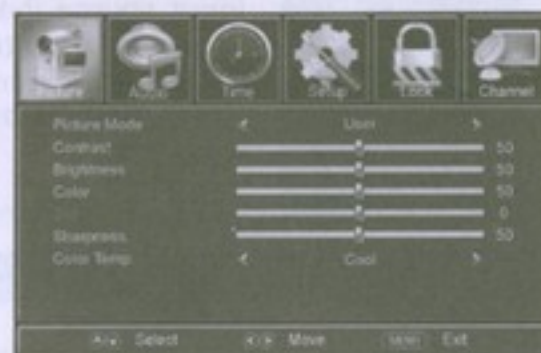 Picture Audio Time Setup Lock Channel
Picture Mode User
Contrast 50
Brightness 50
Color 50
0
Sharpness 50
Color Temp Cool
Select Move MENU Exit